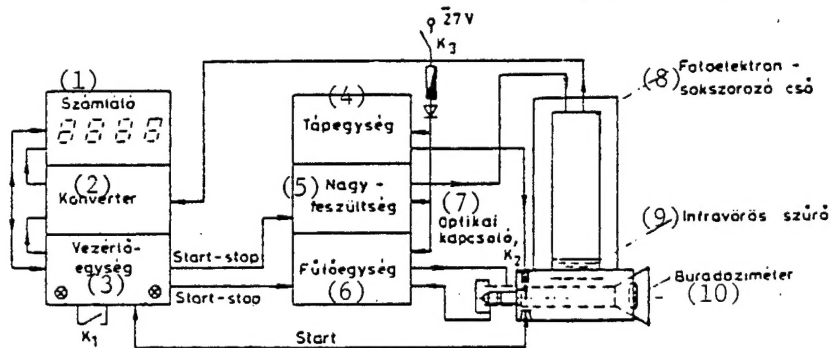 (1)
Számláló
8888
(2)
Konverter
Vezérlő-
egység
(3)
K1
Start-stop
Start-stop
Start
(4)
Tápegység
(5) Nagy-
feszültség
Fűtőegység
(6)
27V
K3
(7)
Optikai
kapcsoló,
K2
(8) Fotoelektron-
sokszorozó cső
(9) Infravörös szűrő
Buradoziméter
(10)